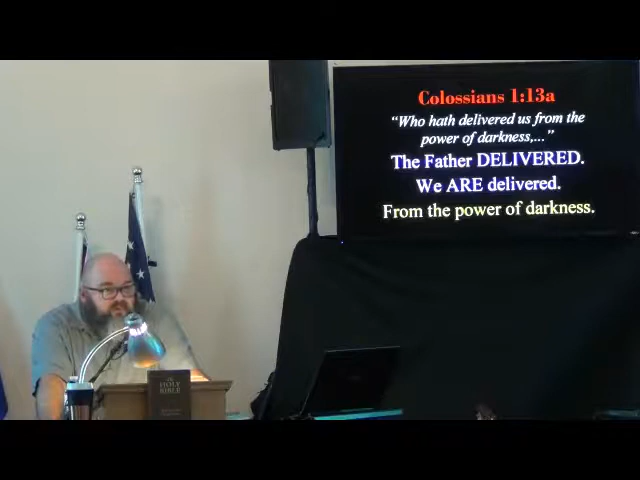 Colossians 1:13a
“Who hath delivered us from the
power of darkness,...”
The Father DELIVERED.
We ARE delivered.
From the power of darkness.
HOLY
BIBLE